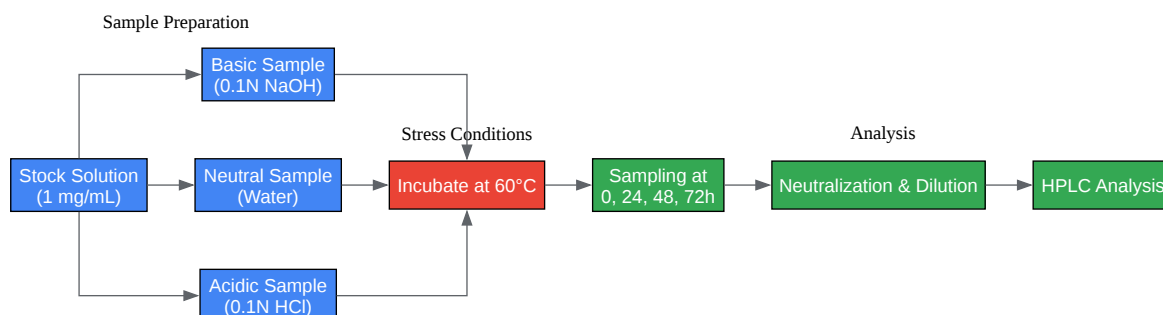 Sample Preparation
Basic Sample
(0.1N NaOH)
Stress Conditions
Analysis
Stock Solution
(1 mg/mL)
Neutral Sample
(Water)
Incubate at 60°C
Sampling at
0, 24, 48, 72h
Neutralization & Dilution
HPLC Analysis
Acidic Sample
(0.1N HCl)